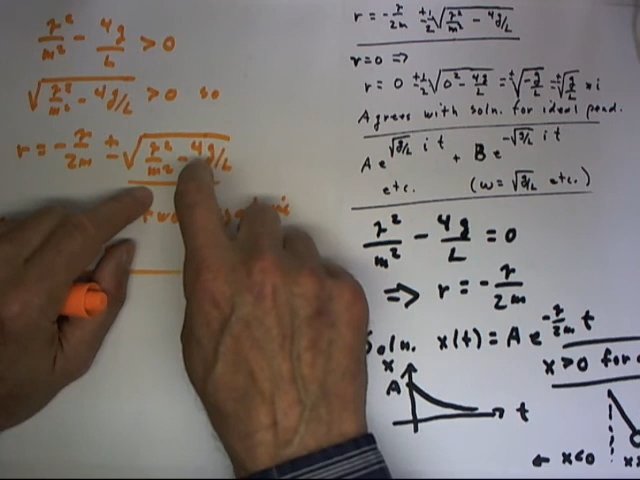 γ²/m² - 4g/L > 0
√(γ²/m² - 4g/L) > 0 so
r = -γ/2m ± √(γ²/m² - 4g/L)
r = -γ/2m ± 1/2 √(γ²/m² - 4g/L)
γ = 0 ⇒
r = 0 ± 1/2 √(0² - 4g/L) = ± √(-g/L) = ± √(g/L) × i
Agrees with soln. for ideal pend.
A e^(√(g/L) i t) + B e^(-√(g/L) i t)
etc. (ω = √(g/L) etc.)
γ²/m² - 4g/L = 0
⇒ r = -γ/2m
Soln. x(t) = A e^(-γ/2m t)
x > 0 for
x
A
t
← x<0